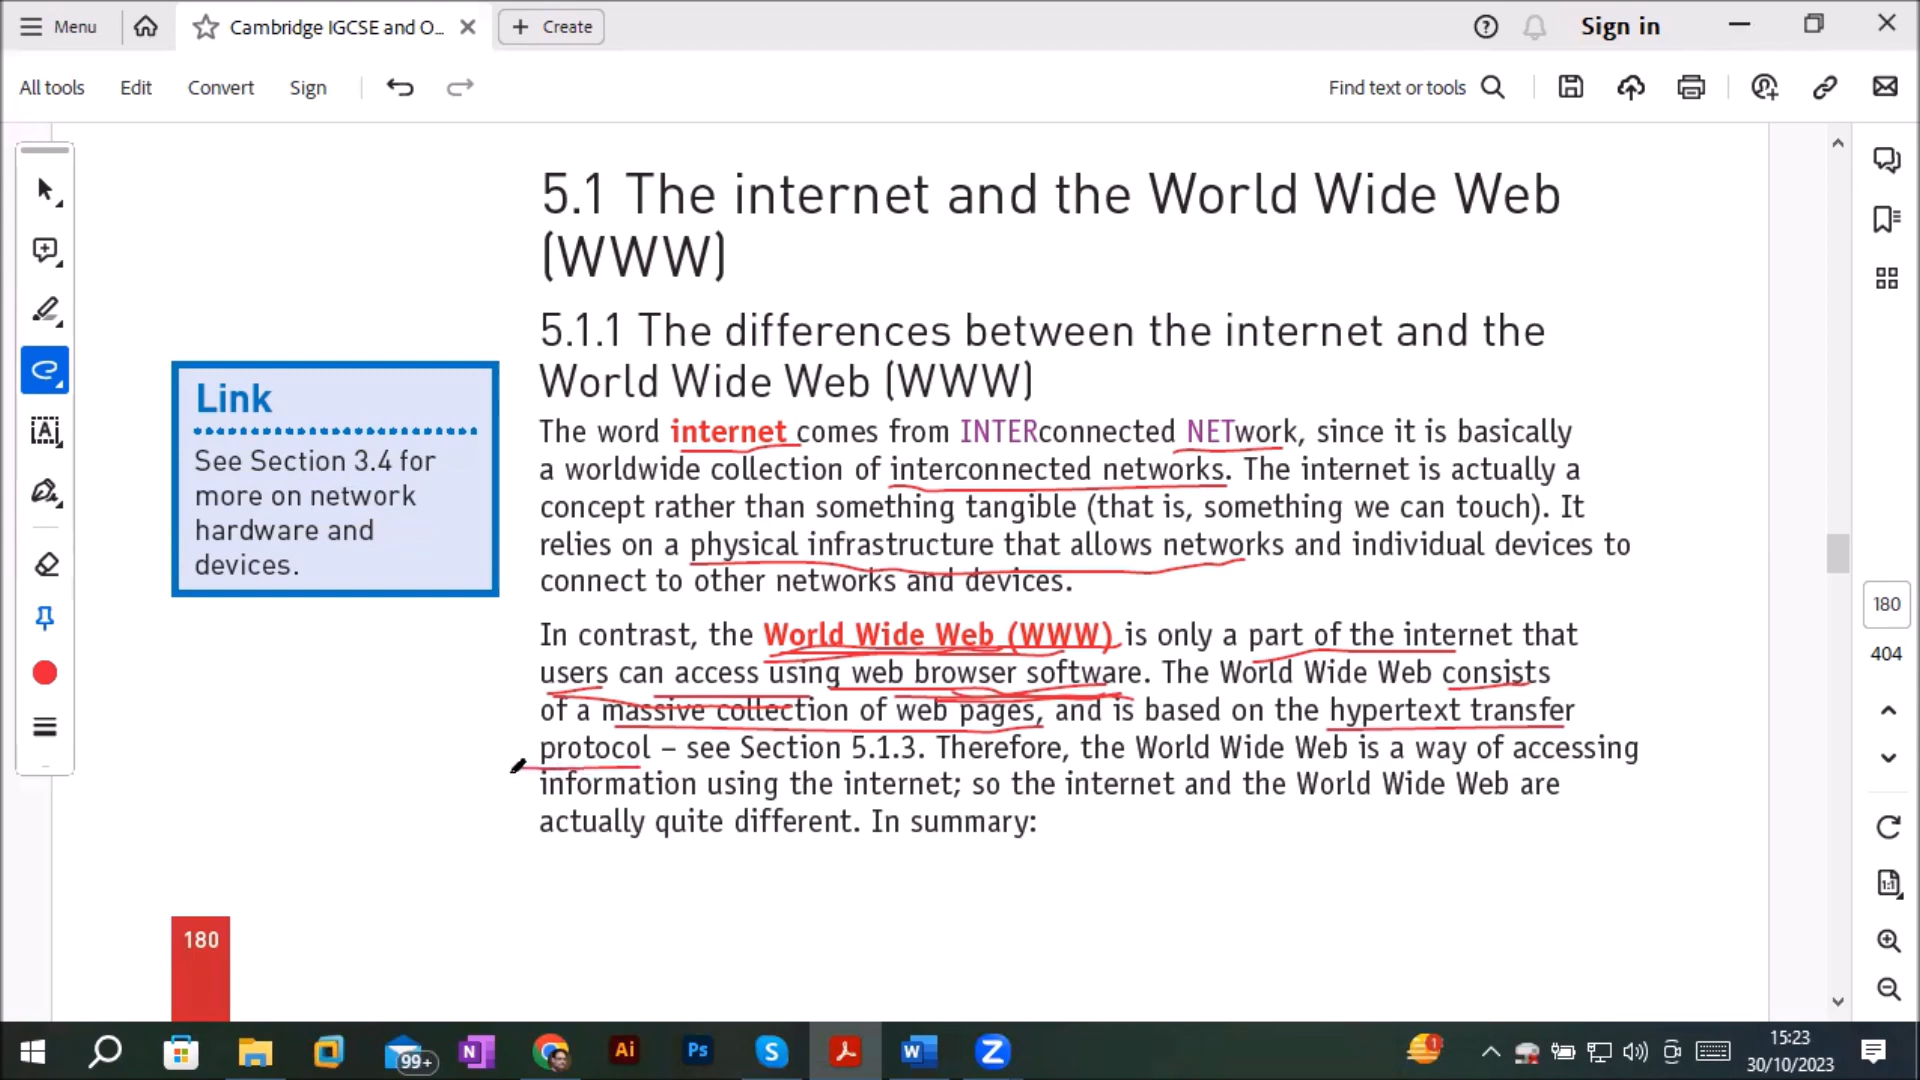 Menu
Cambridge IGCSE and O...
Create
Sign in
All tools
Edit
Convert
Sign
Find text or tools
5.1 The internet and the World Wide Web
(WWW)
5.1.1 The differences between the internet and the
World Wide Web (WWW)
Link
See Section 3.4 for
more on network
hardware and
devices.
The word internet comes from INTERconnected NETwork, since it is basically
a worldwide collection of interconnected networks. The internet is actually a
concept rather than something tangible (that is, something we can touch). It
relies on a physical infrastructure that allows networks and individual devices to
connect to other networks and devices.
In contrast, the World Wide Web (WWW) is only a part of the internet that
users can access using web browser software. The World Wide Web consists
of a massive collection of web pages, and is based on the hypertext transfer
protocol – see Section 5.1.3. Therefore, the World Wide Web is a way of accessing
information using the internet; so the internet and the World Wide Web are
actually quite different. In summary:
180
180
404
1:1
99+
N
Ai
Ps
S
W
Z
1
15:23
30/10/2023